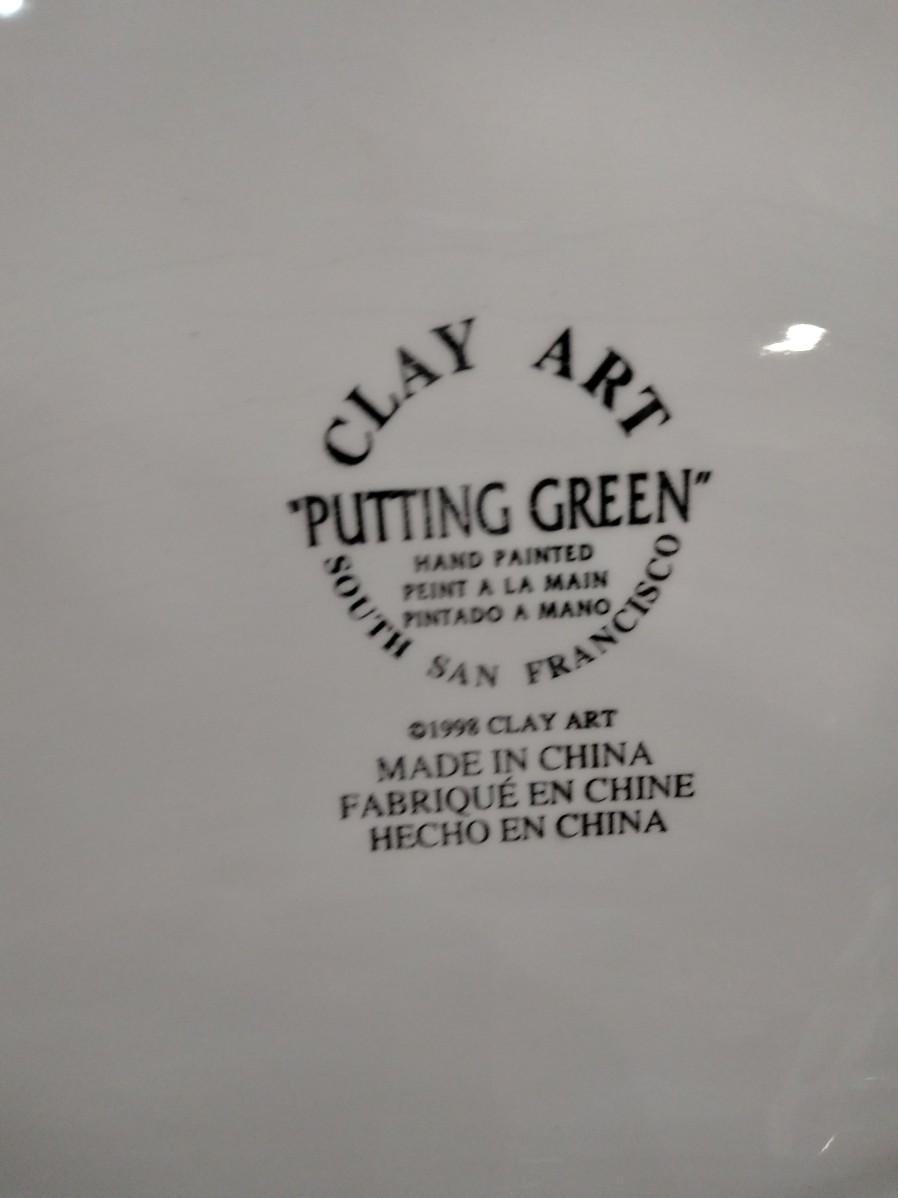 CLAY ART
"PUTTING GREEN"
HAND PAINTED
PEINT A LA MAIN
PINTADO A MANO
SOUTH SAN FRANCISCO
©1998 CLAY ART
MADE IN CHINA
FABRIQUÉ EN CHINE
HECHO EN CHINA